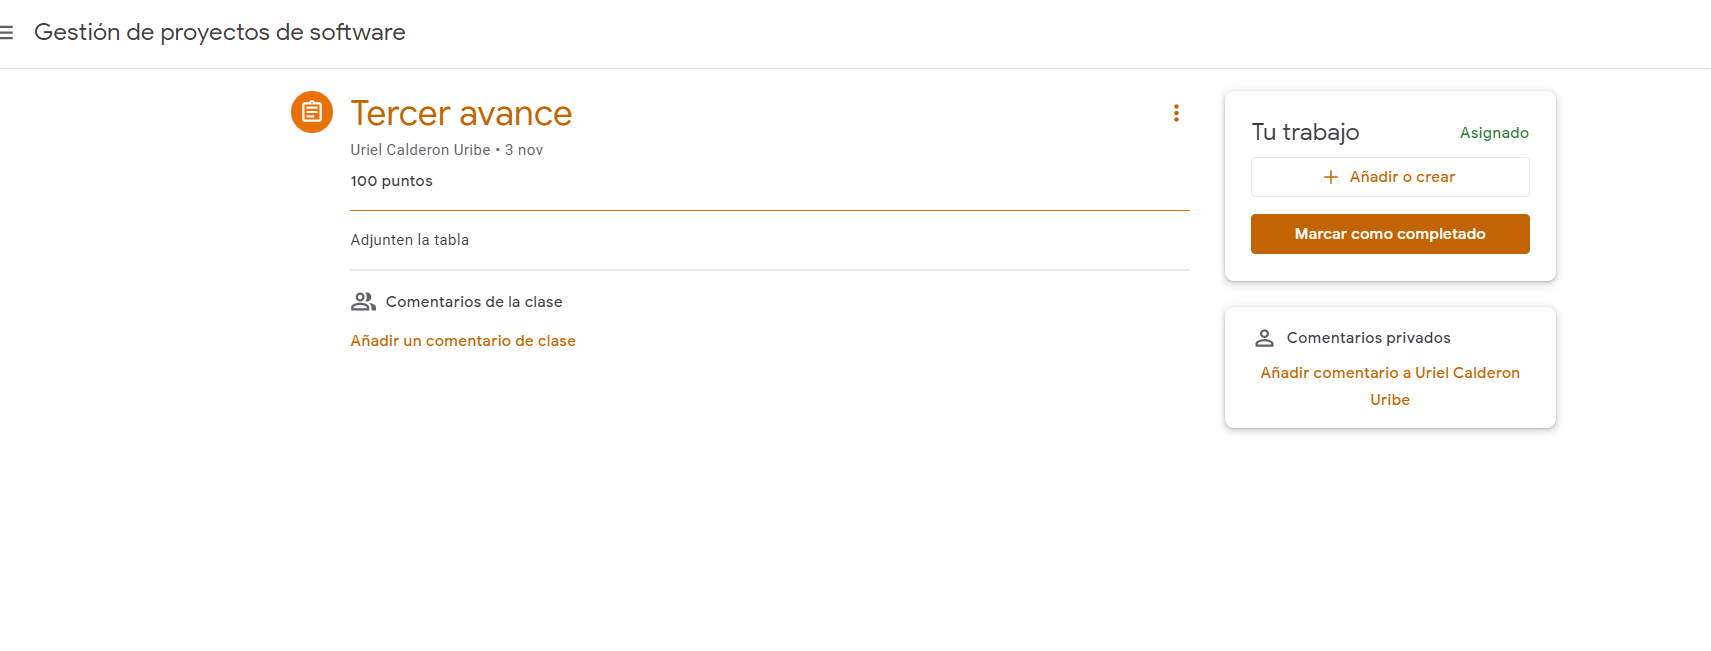 Gestión de proyectos de software
Tercer avance
Uriel Calderon Uribe • 3 nov
100 puntos
Adjunten la tabla
Comentarios de la clase
Añadir un comentario de clase
Tu trabajo
Asignado
Añadir o crear
Marcar como completado
Comentarios privados
Añadir comentario a Uriel Calderon
Uribe